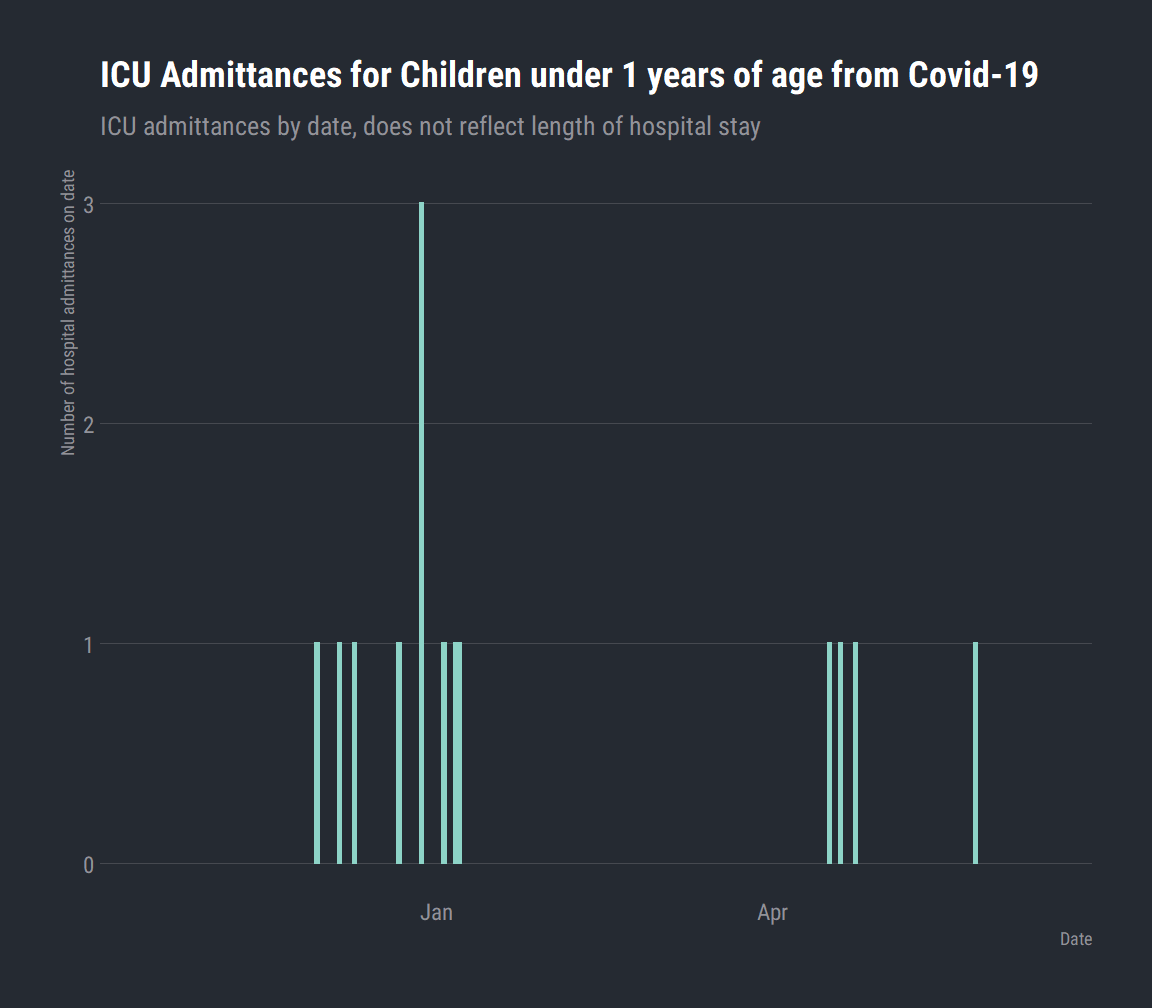 ICU Admittances for Children under 1 years of age from Covid-19
ICU admittances by date, does not reflect length of hospital stay
Number of hospital admittances on date
3
2
1
0
Jan
Apr
Date